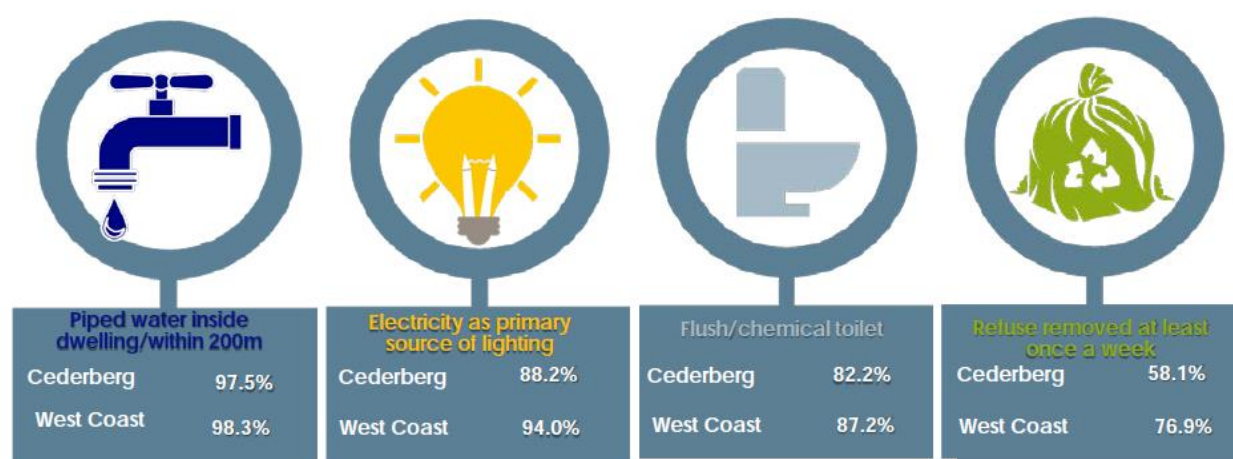 Piped water inside
dwelling/within 200m
Cederberg 97.5%
West Coast 98.3%
Electricity as primary
source of lighting
Cederberg 88.2%
West Coast 94.0%
Flush/chemical toilet
Cederberg 82.2%
West Coast 87.2%
Refuse removed at least
once a week
Cederberg 58.1%
West Coast 76.9%